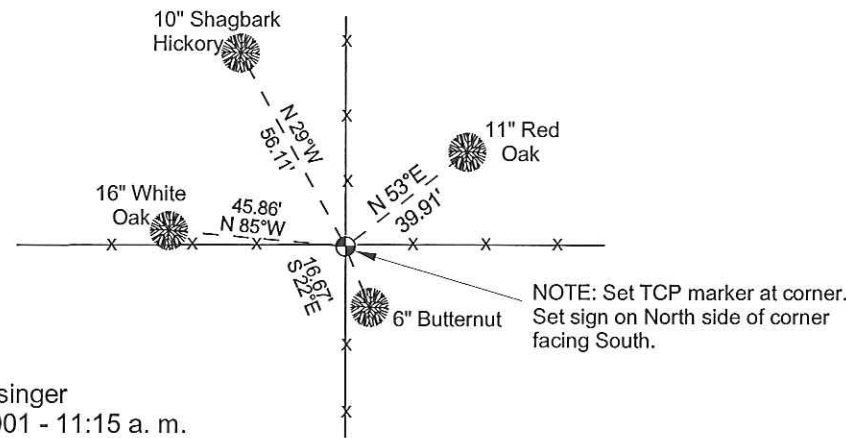 10" Shagbark
Hickory
N 29°W
56.11'
11" Red
Oak
N 53°E
39.91'
16" White
Oak
45.86'
N 85°W
16.67'
S 22°E
6" Butternut
NOTE: Set TCP marker at corner.
Set sign on North side of corner
facing South.
singer
001 - 11:15 a. m.